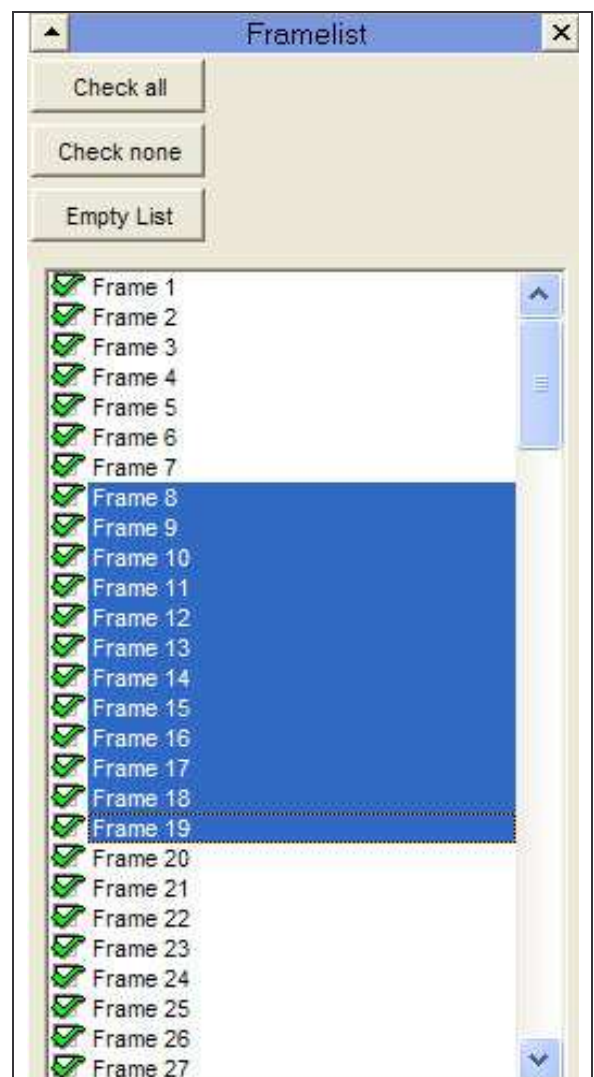 Framelist
Check all
Check none
Empty List
Frame 1
Frame 2
Frame 3
Frame 4
Frame 5
Frame 6
Frame 7
Frame 8
Frame 9
Frame 10
Frame 11
Frame 12
Frame 13
Frame 14
Frame 15
Frame 16
Frame 17
Frame 18
Frame 19
Frame 20
Frame 21
Frame 22
Frame 23
Frame 24
Frame 25
Frame 26
Frame 27